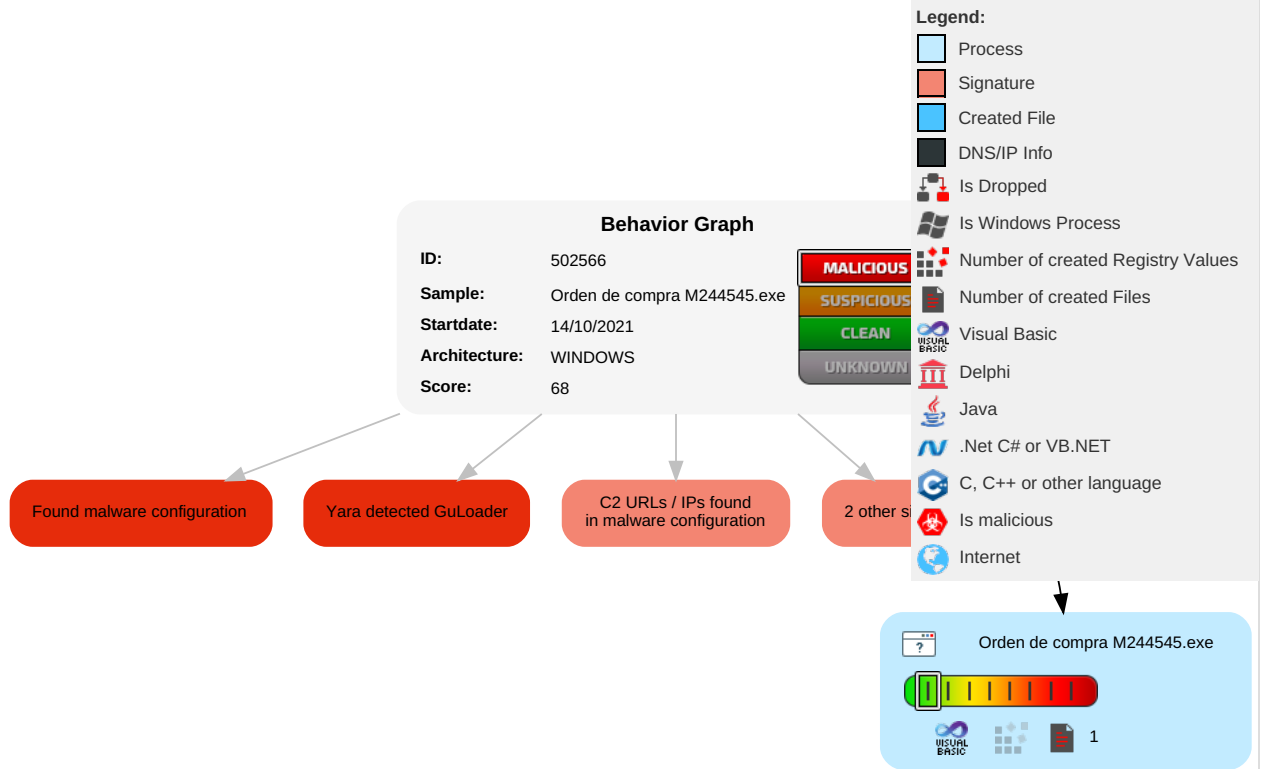 Legend:
Process
Signature
Created File
DNS/IP Info
Is Dropped
Is Windows Process
Number of created Registry Values
Number of created Files
VISUAL BASIC
Visual Basic
Delphi
Java
.Net C# or VB.NET
C, C++ or other language
Is malicious
Internet
Behavior Graph
ID: 502566
Sample: Orden de compra M244545.exe
Startdate: 14/10/2021
Architecture: WINDOWS
Score: 68
MALICIOUS
SUSPICIOUS
CLEAN
UNKNOWN
Found malware configuration
Yara detected GuLoader
C2 URLs / IPs found
in malware configuration
2 other
Orden de compra M244545.exe
?
VISUAL BASIC
1